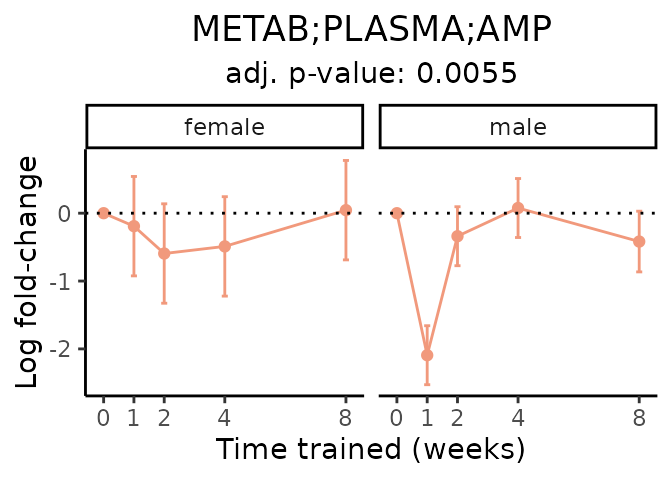 METAB;PLASMA;AMP
adj. p-value: 0.0055
female
male
Log fold-change
0
-1
-2
0 1 2 4 8
0 1 2 4 8
Time trained (weeks)